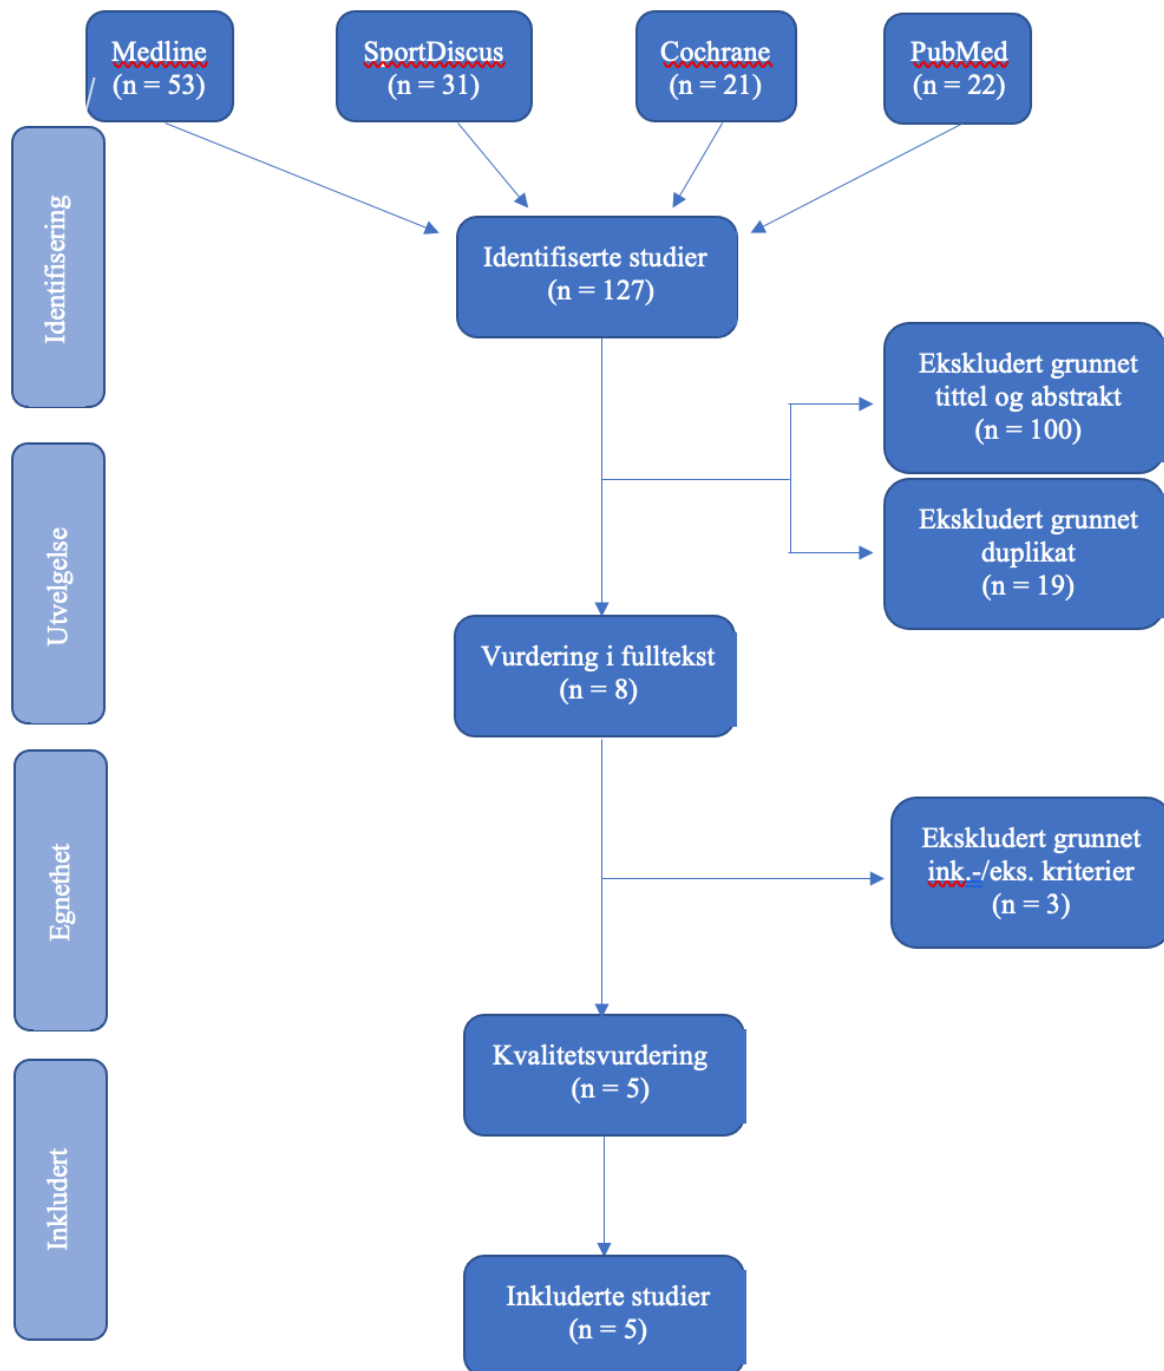 Medline
(n = 53)
SportDiscus
(n = 31)
Cochrane
(n = 21)
PubMed
(n = 22)
/
Identifisering
Identifiserte studier
(n = 127)
Ekskludert grunnet
tittel og abstrakt
(n = 100)
Ekskludert grunnet
duplikat
(n = 19)
Utvelgelse
Vurdering i fulltekst
(n = 8)
Egnethet
Ekskludert grunnet
ink.-/eks. kriterier
(n = 3)
Kvalitetsvurdering
(n = 5)
Inkludert
Inkluderte studier
(n = 5)